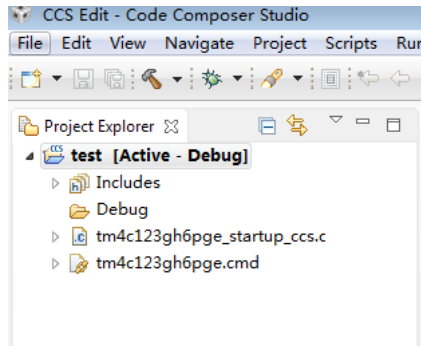 CCS Edit - Code Composer Studio
File Edit View Navigate Project Scripts Rur
Project Explorer
test [Active - Debug]
Includes
Debug
tm4c123gh6pge_startup_ccs.c
tm4c123gh6pge.cmd